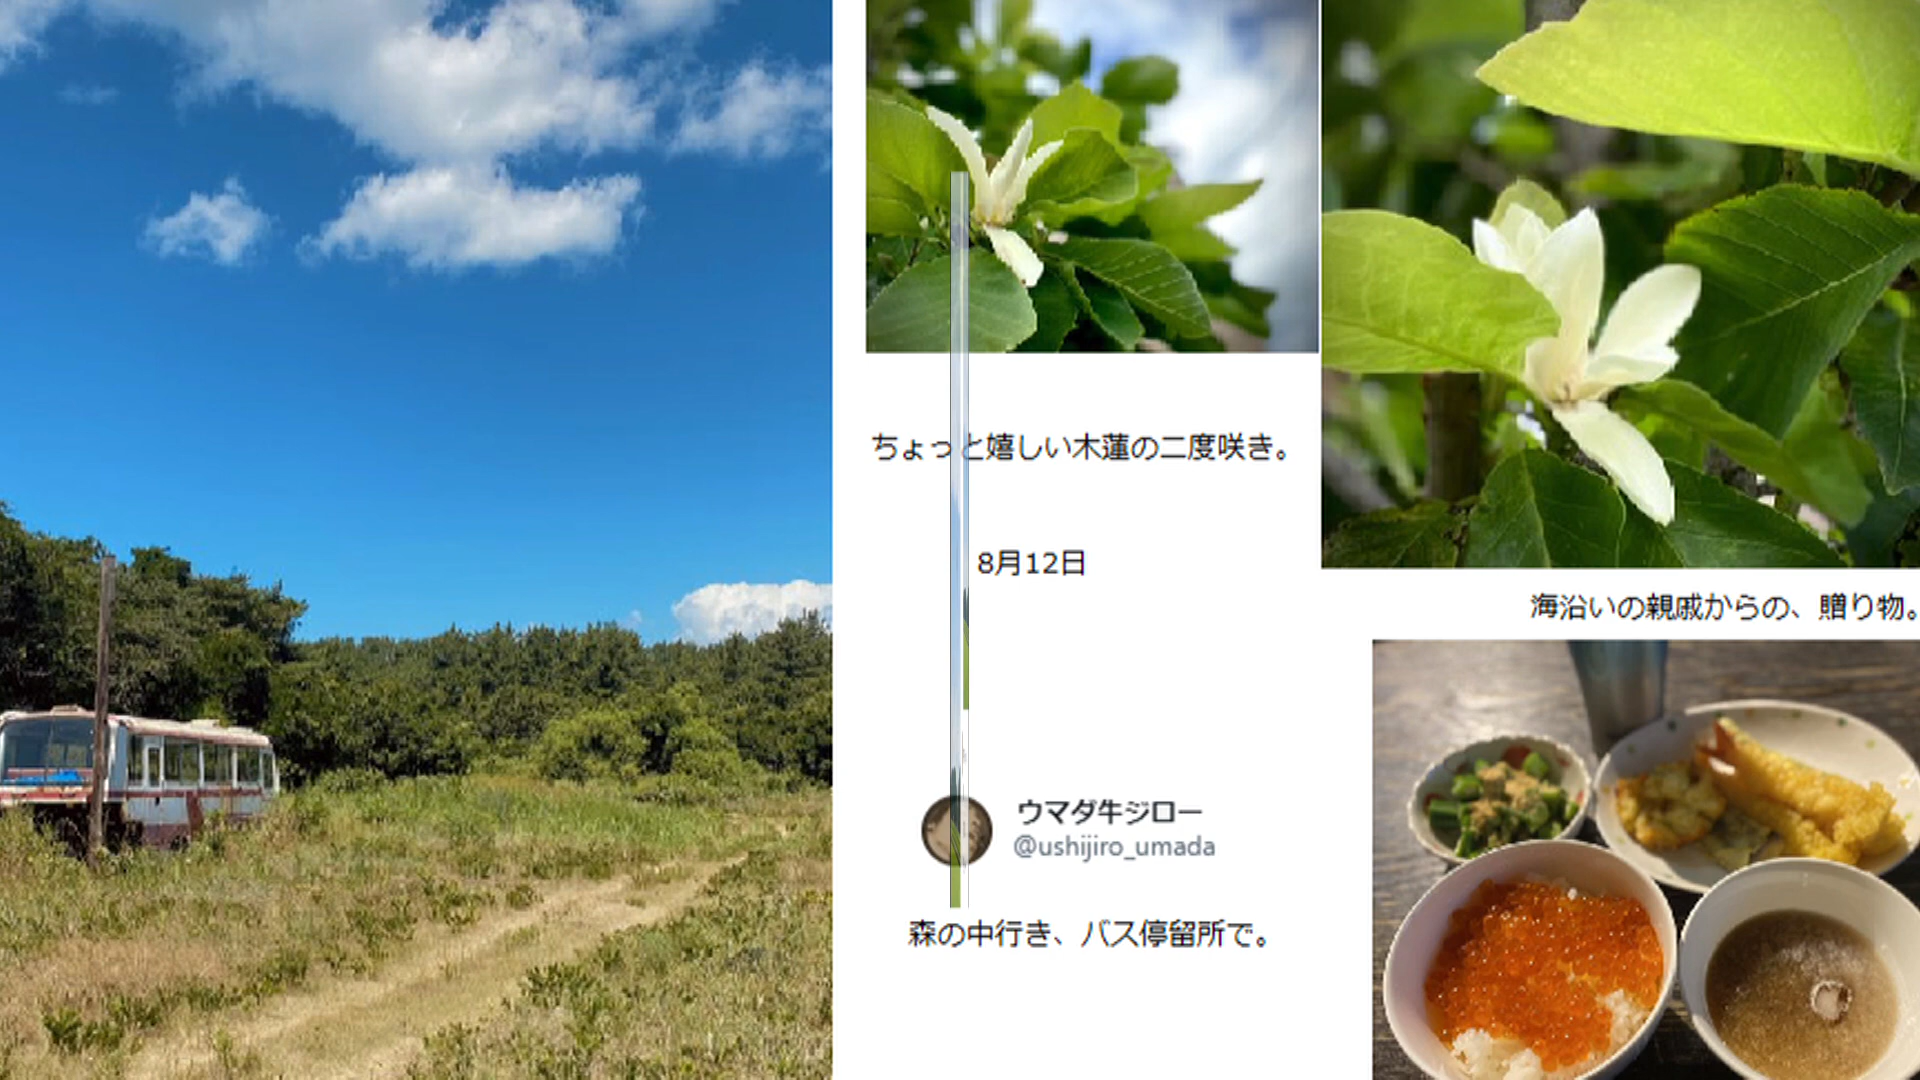 ちょっと嬉しい木蓮の二度咲き。
8月12日
海沿いの親戚からの、贈り物。
ウマダ牛ジロー
@ushijiro_umada
森の中行き、バス停留所で。